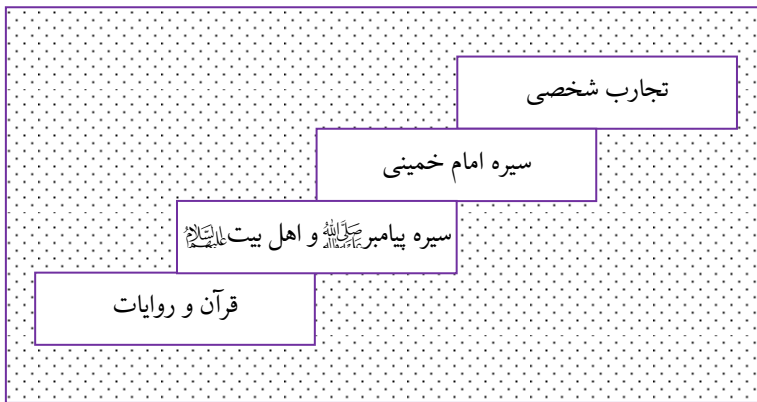 تجارب شخصی
سیره امام خمینی
سیره پیامبرﷺ و اهل بیت علیهم‌السلام
قرآن و روایات